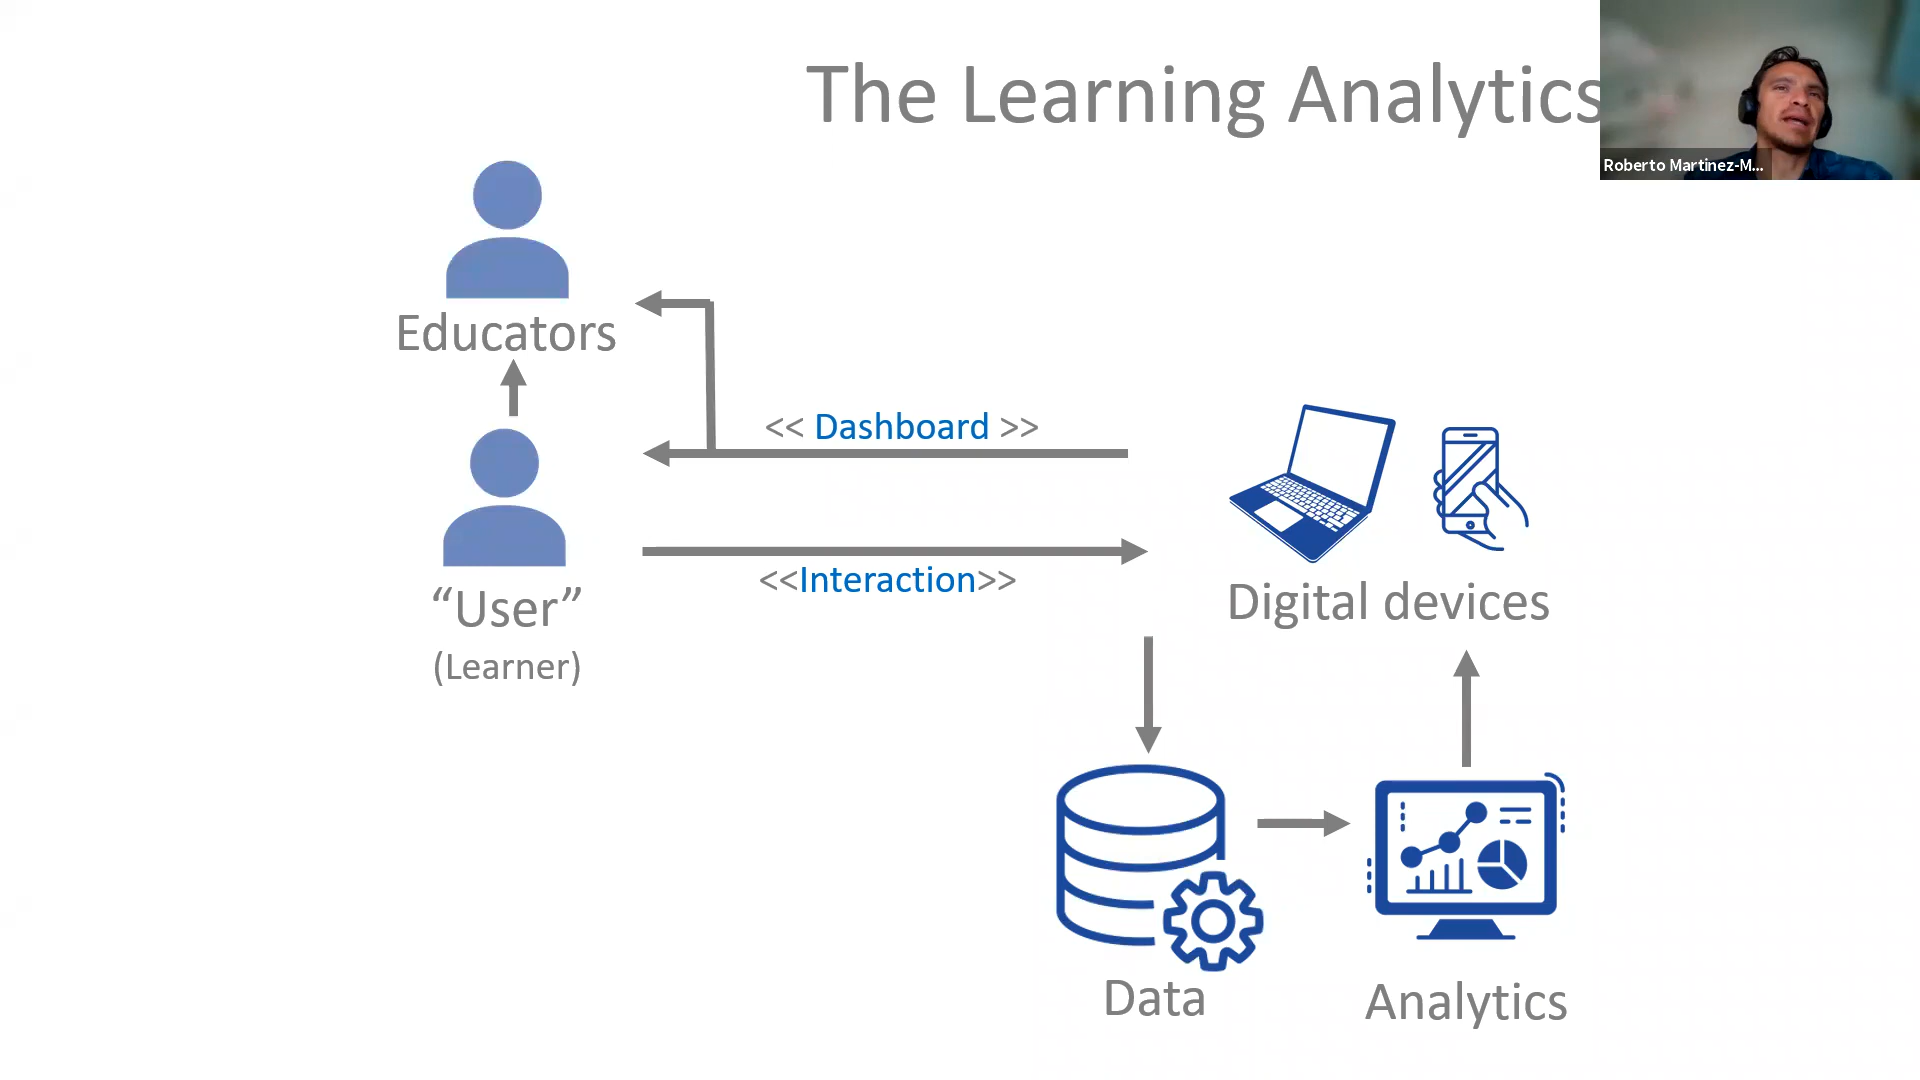 The Learning Analytics
Roberto Martinez-M...
Educators
<< Dashboard >>
<<Interaction>>
“User”
(Learner)
Digital devices
Data
Analytics